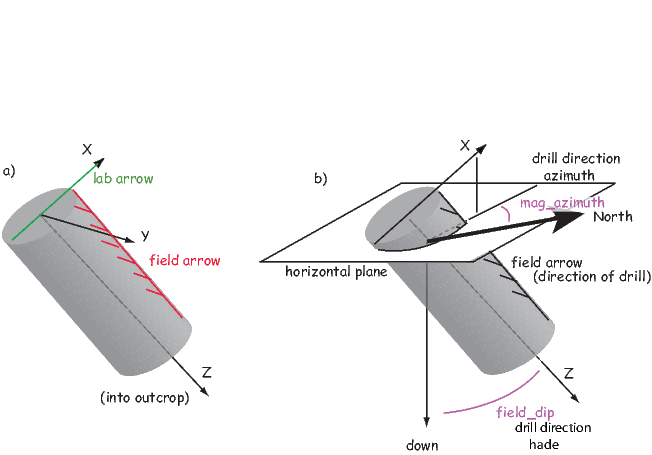 a)
X
lab arrow
Y
field arrow
Z
(into outcrop)
b)
X
drill direction
azimuth
mag_azimuth
North
horizontal plane
field arrow
(direction of drill)
Z
field_dip
drill direction
hade
down